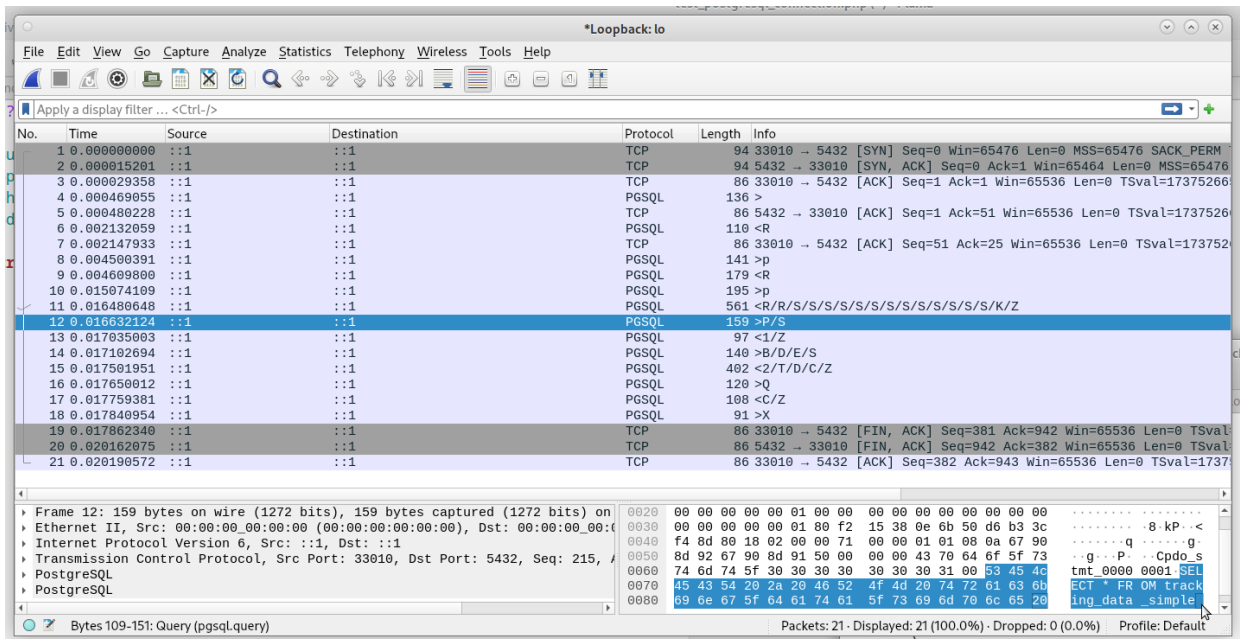 *Loopback: lo
File Edit View Go Capture Analyze Statistics Telephony Wireless Tools Help
Apply a display filter … <Ctrl-/>
No. Time Source Destination Protocol Length Info
1 0.000000000 ::1 ::1 TCP 94 33010 → 5432 [SYN] Seq=0 Win=65476 Len=0 MSS=65476 SACK_PERM
2 0.000015201 ::1 ::1 TCP 94 5432 → 33010 [SYN, ACK] Seq=0 Ack=1 Win=65464 Len=0 MSS=65476
3 0.000029358 ::1 ::1 TCP 86 33010 → 5432 [ACK] Seq=1 Ack=1 Win=65536 Len=0 TSval=173752665
4 0.000469055 ::1 ::1 PGSQL 136 >
5 0.000480228 ::1 ::1 TCP 86 5432 → 33010 [ACK] Seq=1 Ack=51 Win=65536 Len=0 TSval=1737526
6 0.002132059 ::1 ::1 PGSQL 110 <R
7 0.002147933 ::1 ::1 TCP 86 33010 → 5432 [ACK] Seq=51 Ack=25 Win=65536 Len=0 TSval=173752
8 0.004500391 ::1 ::1 PGSQL 141 >p
9 0.004609800 ::1 ::1 PGSQL 179 <R
10 0.015074109 ::1 ::1 PGSQL 195 >p
11 0.016480648 ::1 ::1 PGSQL 561 <R/R/S/S/S/S/S/S/S/S/S/S/S/S/S/K/Z
12 0.016632124 ::1 ::1 PGSQL 159 >P/S
13 0.017035003 ::1 ::1 PGSQL 97 <1/Z
14 0.017102694 ::1 ::1 PGSQL 140 >B/D/E/S
15 0.017501951 ::1 ::1 PGSQL 402 <2/T/D/C/Z
16 0.017650012 ::1 ::1 PGSQL 120 >Q
17 0.017759381 ::1 ::1 PGSQL 108 <C/Z
18 0.017840954 ::1 ::1 PGSQL 91 >X
19 0.017862340 ::1 ::1 TCP 86 33010 → 5432 [FIN, ACK] Seq=381 Ack=942 Win=65536 Len=0 TSval
20 0.020162075 ::1 ::1 TCP 86 5432 → 33010 [FIN, ACK] Seq=942 Ack=382 Win=65536 Len=0 TSval
21 0.020190572 ::1 ::1 TCP 86 33010 → 5432 [ACK] Seq=382 Ack=943 Win=65536 Len=0 TSval=1737
Frame 12: 159 bytes on wire (1272 bits), 159 bytes captured (1272 bits) on
Ethernet II, Src: 00:00:00_00:00:00 (00:00:00:00:00:00), Dst: 00:00:00_00:0
Internet Protocol Version 6, Src: ::1, Dst: ::1
Transmission Control Protocol, Src Port: 33010, Dst Port: 5432, Seq: 215,
PostgreSQL
PostgreSQL
0020 00 00 00 00 00 01 00 00 00 00 00 00 00 00 00 00 ········ ········
0030 00 00 00 00 00 01 80 f2 15 38 0e 6b 50 d6 b3 3c ········ ·8·kP··<
0040 f4 8d 80 18 02 00 00 71 00 00 01 01 08 0a 67 90 ·······q ······g·
0050 8d 92 67 90 8d 91 50 00 00 00 43 70 64 6f 5f 73 ··g···P· ··Cpdo_s
0060 74 6d 74 5f 30 30 30 30 30 30 30 31 00 53 45 4c tmt_0000 0001·SEL
0070 45 43 54 20 2a 20 46 52 4f 4d 20 74 72 61 63 6b ECT * FR OM track
0080 69 6e 67 5f 64 61 74 61 5f 73 69 6d 70 6c 65 20 ing_data _simple
Bytes 109-151: Query (pgsql.query) Packets: 21 · Displayed: 21 (100.0%) · Dropped: 0 (0.0%) Profile: Default